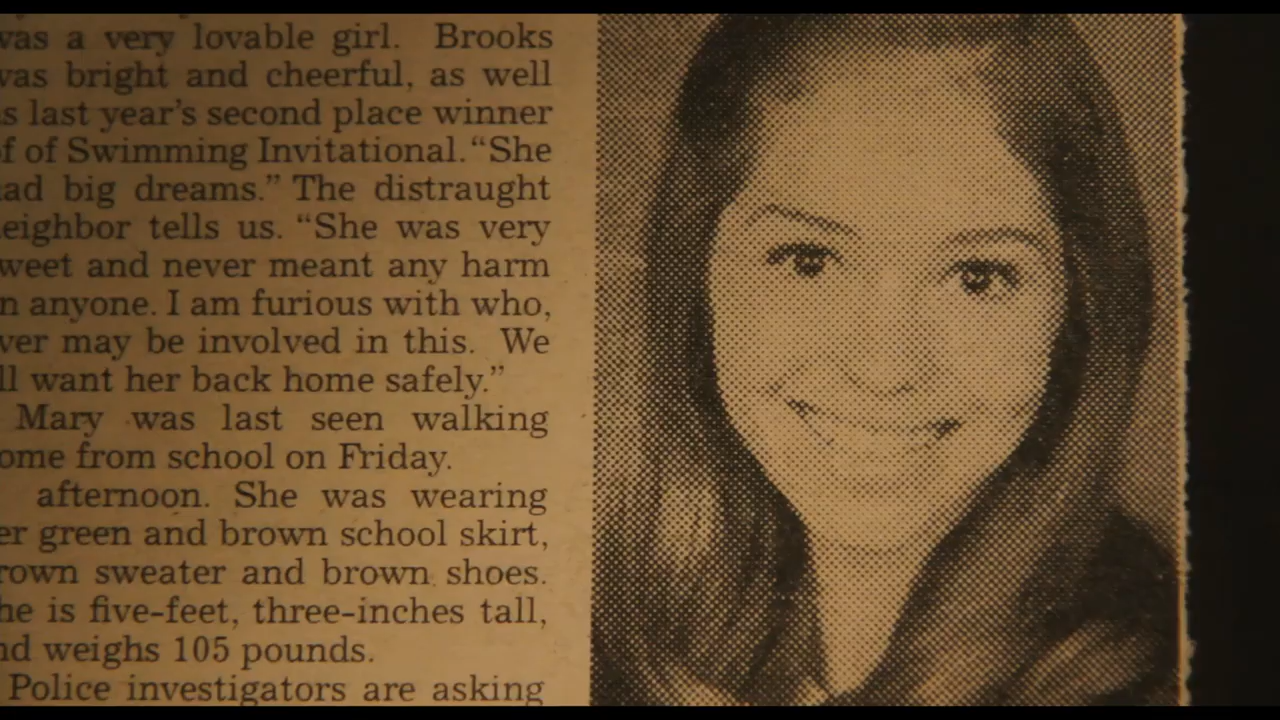 was a very lovable girl. Brooks
was bright and cheerful, as well
s last year's second place winner
f of Swimming Invitational. “She
ad big dreams.” The distraught
eighbor tells us. “She was very
weet and never meant any harm
n anyone. I am furious with who,
ver may be involved in this. We
ll want her back home safely.”
Mary was last seen walking
ome from school on Friday.
afternoon. She was wearing
er green and brown school skirt,
rown sweater and brown shoes.
he is five-feet, three-inches tall,
nd weighs 105 pounds.
Police investigators are asking